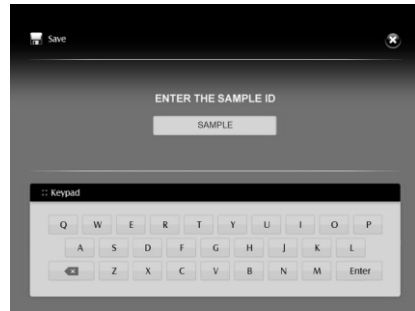 Save
ENTER THE SAMPLE ID
SAMPLE
:: Keypad
Q W E R T Y U I O P
A S D F G H J K L
Z X C V B N M Enter